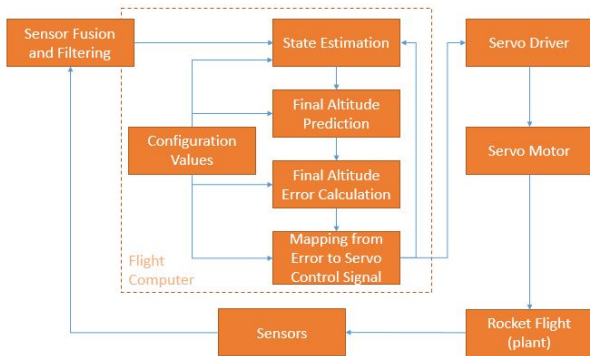 Sensor Fusion
and Filtering
State Estimation
Servo Driver
Final Altitude
Prediction
Configuration
Values
Servo Motor
Final Altitude
Error Calculation
Flight
Computer
Mapping from
Error to Servo
Control Signal
Sensors
Rocket Flight
(plant)